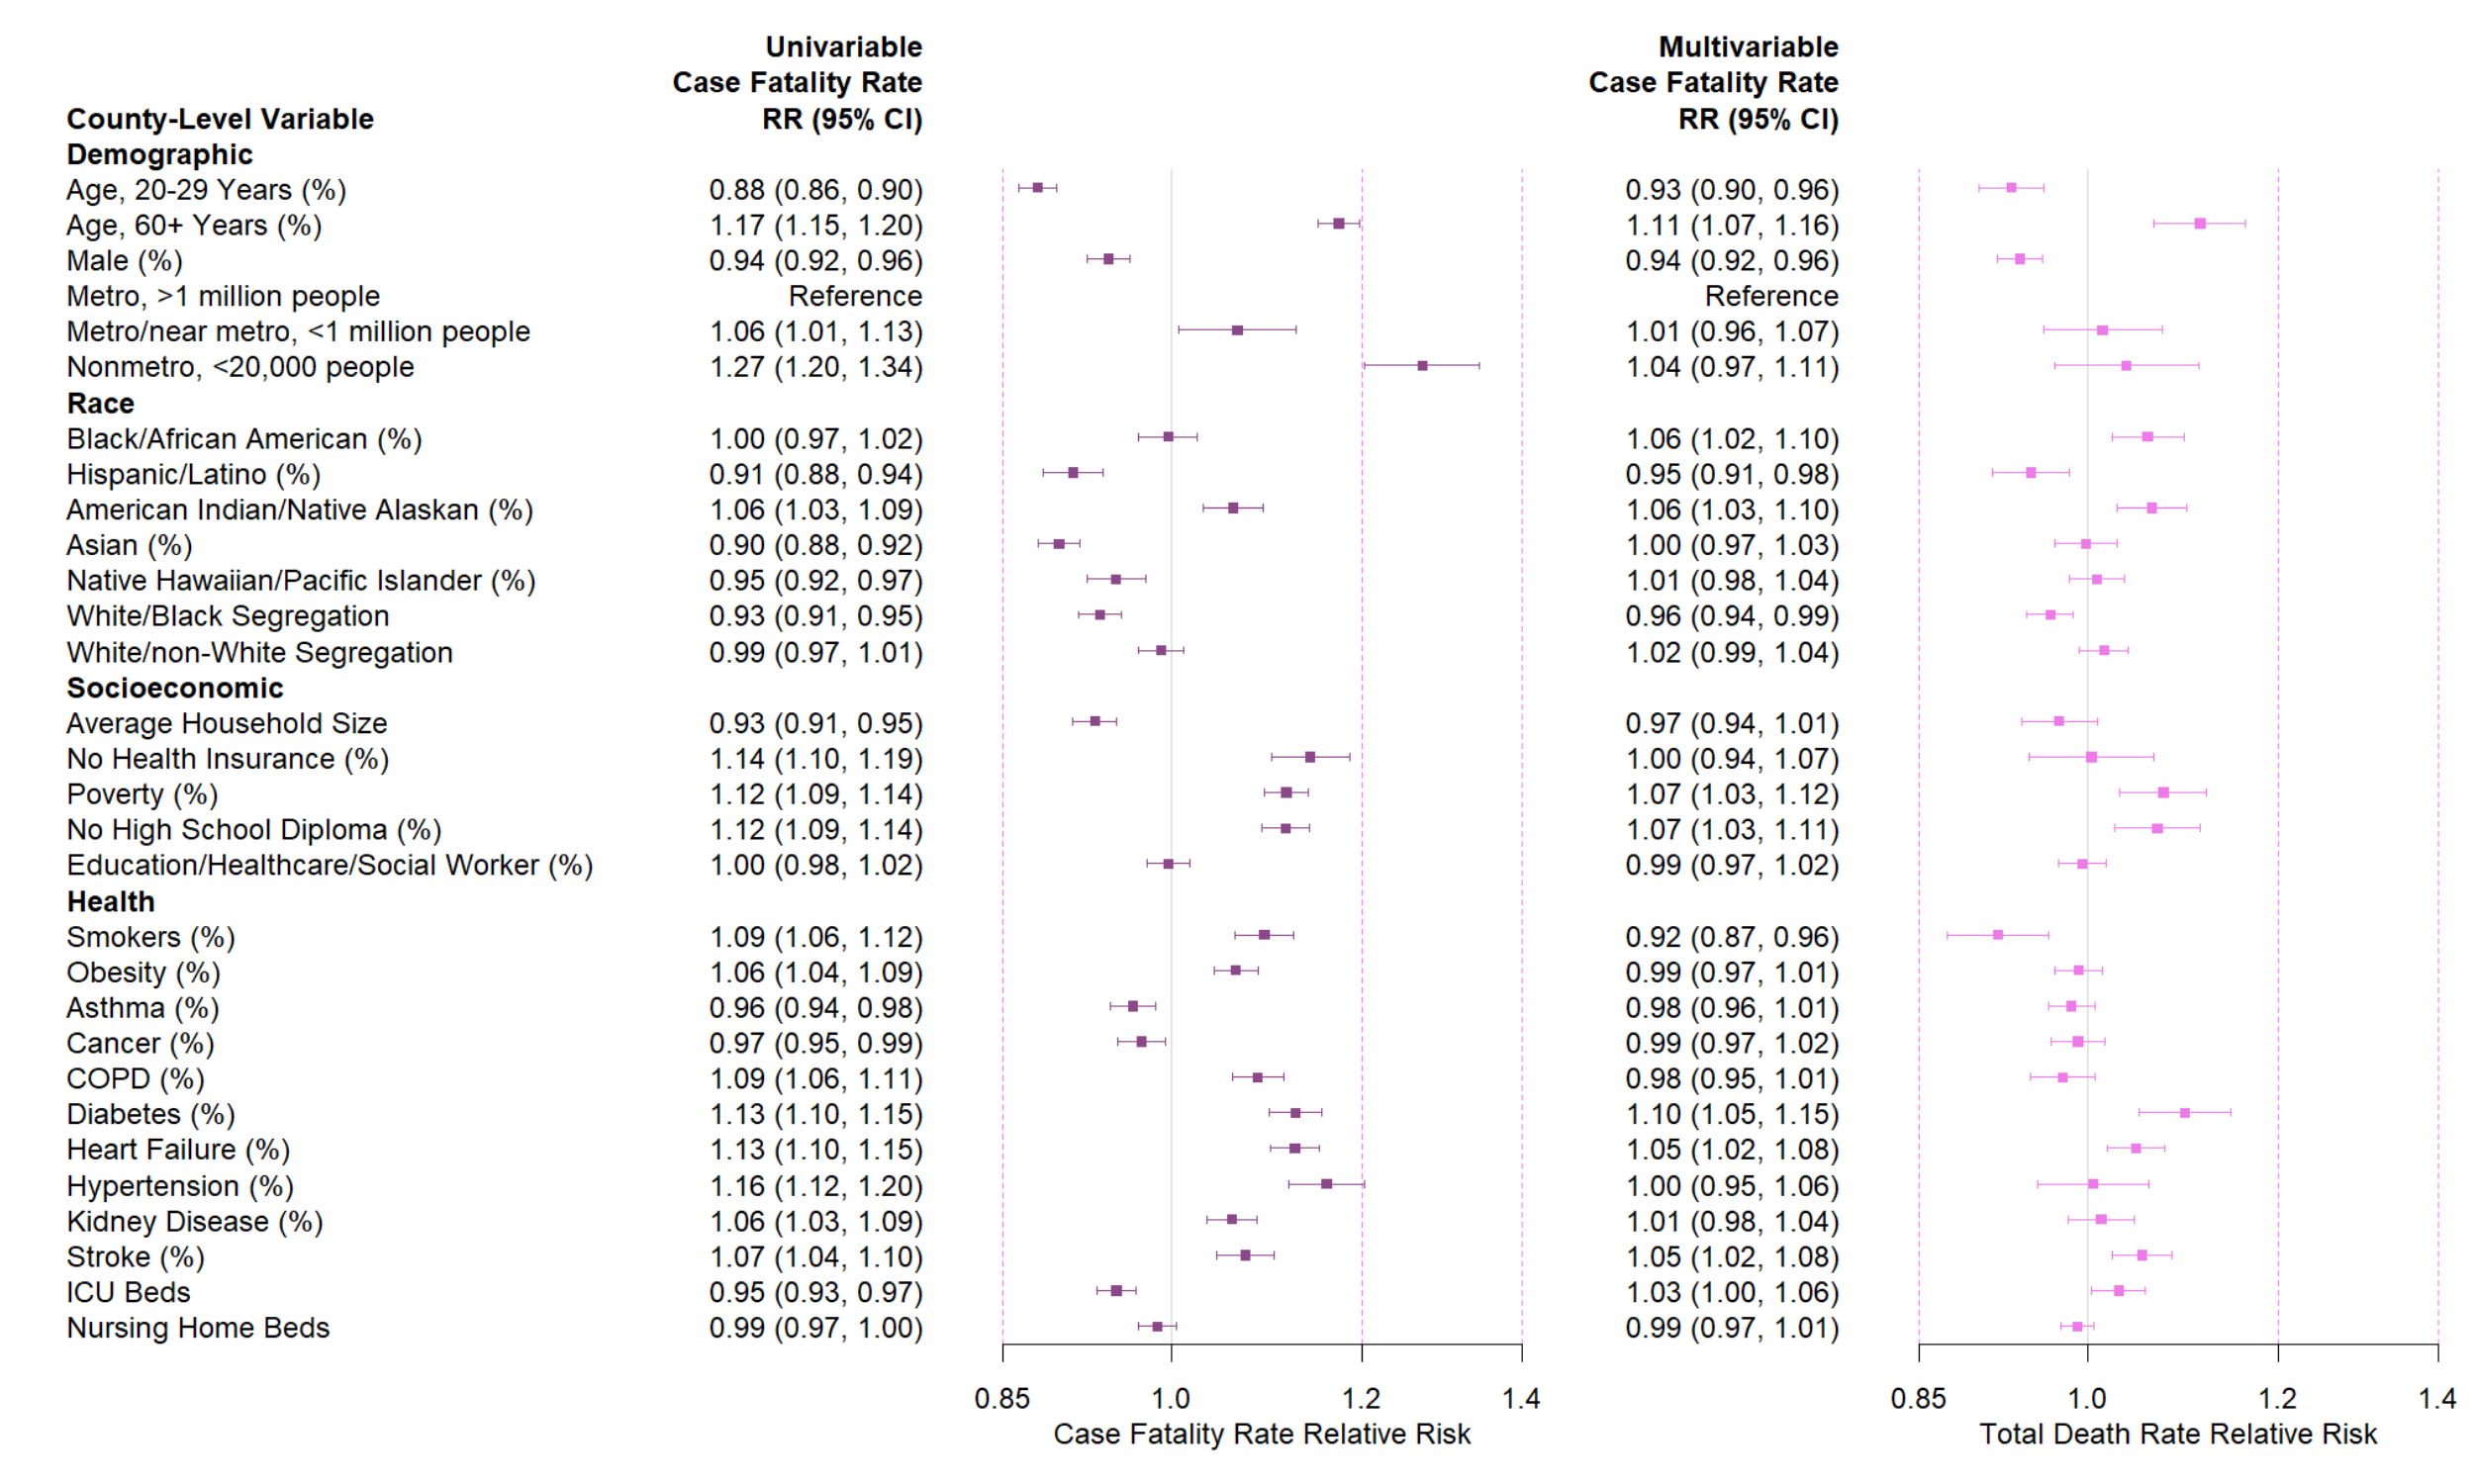 Univariable Multivariable
Case Fatality Rate Case Fatality Rate
County-Level Variable RR (95% CI) RR (95% CI)
Demographic
Age, 20-29 Years (%) 0.88 (0.86, 0.90) 0.93 (0.90, 0.96)
Age, 60+ Years (%) 1.17 (1.15, 1.20) 1.11 (1.07, 1.16)
Male (%) 0.94 (0.92, 0.96) 0.94 (0.92, 0.96)
Metro, >1 million people Reference Reference
Metro/near metro, <1 million people 1.06 (1.01, 1.13) 1.01 (0.96, 1.07)
Nonmetro, <20,000 people 1.27 (1.20, 1.34) 1.04 (0.97, 1.11)
Race
Black/African American (%) 1.00 (0.97, 1.02) 1.06 (1.02, 1.10)
Hispanic/Latino (%) 0.91 (0.88, 0.94) 0.95 (0.91, 0.98)
American Indian/Native Alaskan (%) 1.06 (1.03, 1.09) 1.06 (1.03, 1.10)
Asian (%) 0.90 (0.88, 0.92) 1.00 (0.97, 1.03)
Native Hawaiian/Pacific Islander (%) 0.95 (0.92, 0.97) 1.01 (0.98, 1.04)
White/Black Segregation 0.93 (0.91, 0.95) 0.96 (0.94, 0.99)
White/non-White Segregation 0.99 (0.97, 1.01) 1.02 (0.99, 1.04)
Socioeconomic
Average Household Size 0.93 (0.91, 0.95) 0.97 (0.94, 1.01)
No Health Insurance (%) 1.14 (1.10, 1.19) 1.00 (0.94, 1.07)
Poverty (%) 1.12 (1.09, 1.14) 1.07 (1.03, 1.12)
No High School Diploma (%) 1.12 (1.09, 1.14) 1.07 (1.03, 1.11)
Education/Healthcare/Social Worker (%) 1.00 (0.98, 1.02) 0.99 (0.97, 1.02)
Health
Smokers (%) 1.09 (1.06, 1.12) 0.92 (0.87, 0.96)
Obesity (%) 1.06 (1.04, 1.09) 0.99 (0.97, 1.01)
Asthma (%) 0.96 (0.94, 0.98) 0.98 (0.96, 1.01)
Cancer (%) 0.97 (0.95, 0.99) 0.99 (0.97, 1.02)
COPD (%) 1.09 (1.06, 1.11) 0.98 (0.95, 1.01)
Diabetes (%) 1.13 (1.10, 1.15) 1.10 (1.05, 1.15)
Heart Failure (%) 1.13 (1.10, 1.15) 1.05 (1.02, 1.08)
Hypertension (%) 1.16 (1.12, 1.20) 1.00 (0.95, 1.06)
Kidney Disease (%) 1.06 (1.03, 1.09) 1.01 (0.98, 1.04)
Stroke (%) 1.07 (1.04, 1.10) 1.05 (1.02, 1.08)
ICU Beds 0.95 (0.93, 0.97) 1.03 (1.00, 1.06)
Nursing Home Beds 0.99 (0.97, 1.00) 0.99 (0.97, 1.01)
0.85 1.0 1.2 1.4 0.85 1.0 1.2 1.4
Case Fatality Rate Relative Risk Total Death Rate Relative Risk